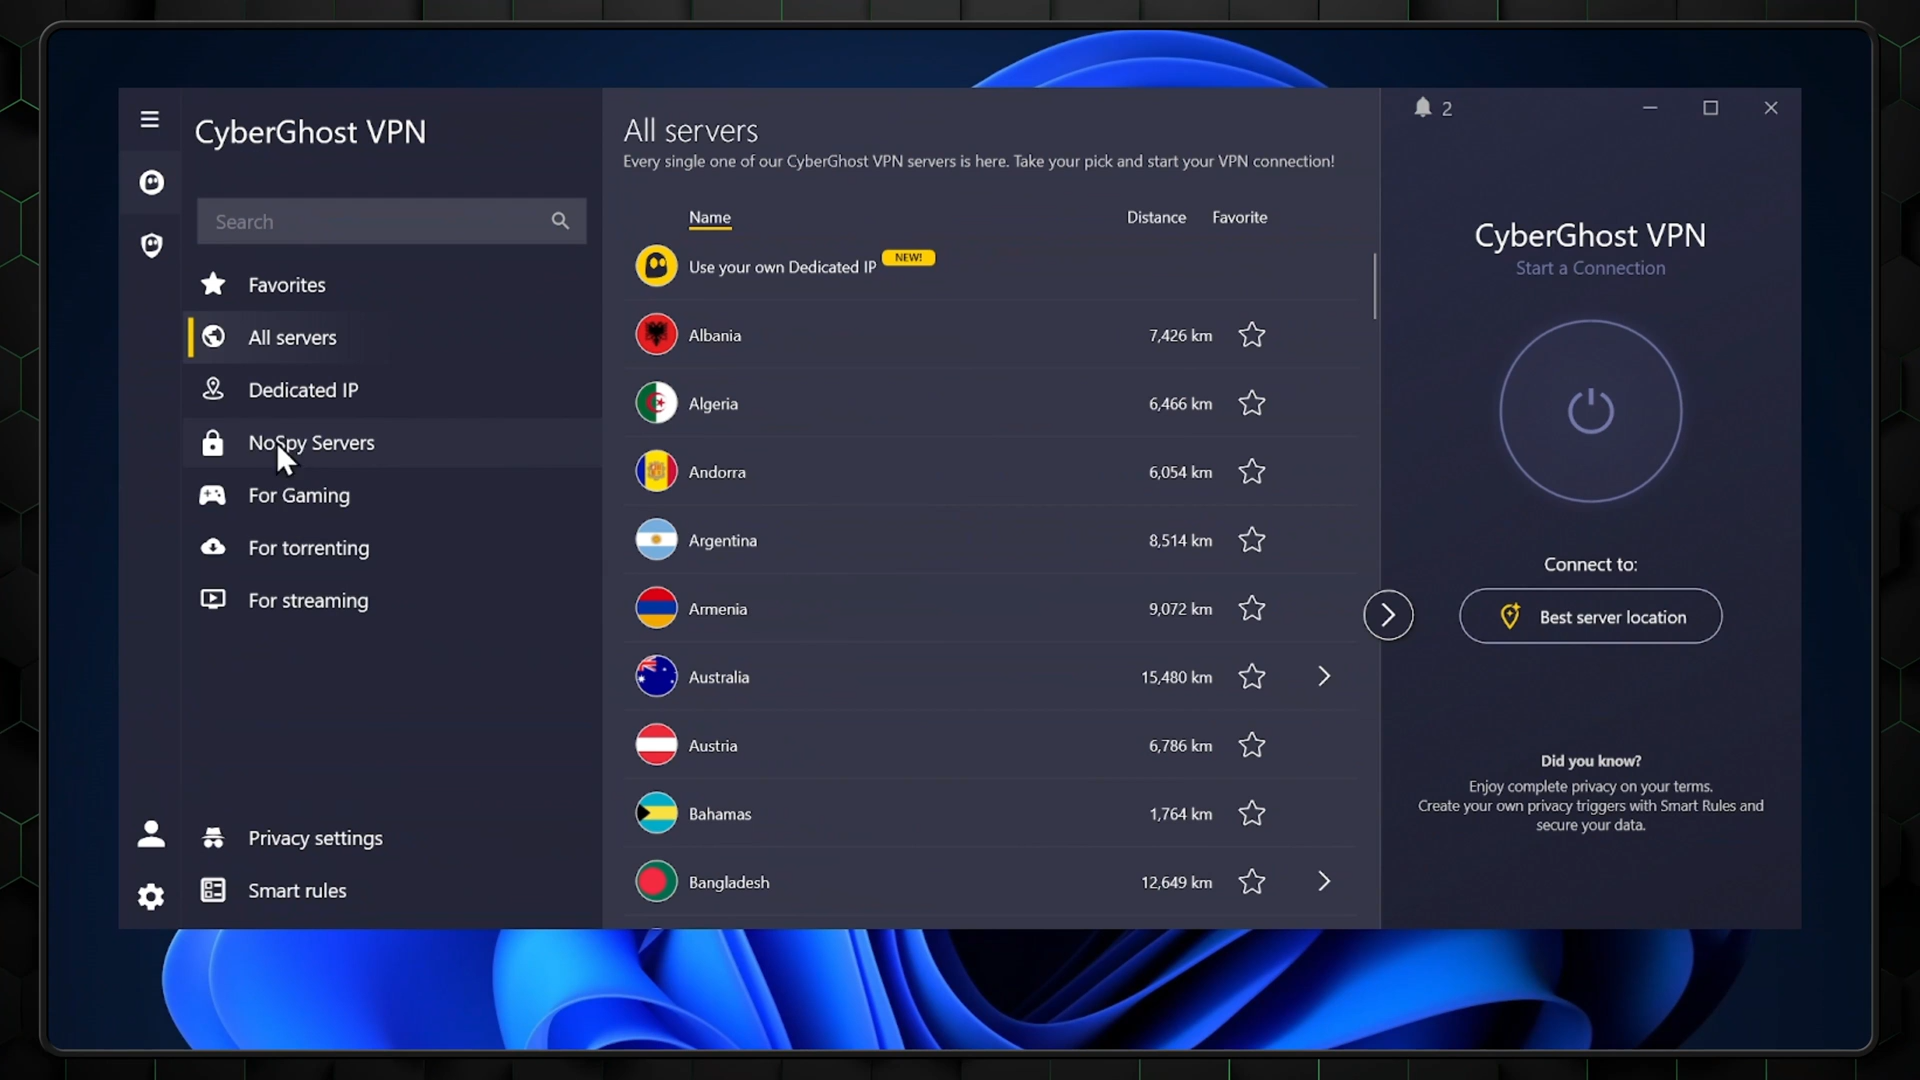 CyberGhost VPN
Search
Favorites
All servers
Dedicated IP
NoSpy Servers
For Gaming
For torrenting
For streaming
Privacy settings
Smart rules
All servers
Every single one of our CyberGhost VPN servers is here. Take your pick and start your VPN connection!
Name Distance Favorite
Use your own Dedicated IP NEW!
Albania 7,426 km
Algeria 6,466 km
Andorra 6,054 km
Argentina 8,514 km
Armenia 9,072 km
Australia 15,480 km
Austria 6,786 km
Bahamas 1,764 km
Bangladesh 12,649 km
2
CyberGhost VPN
Start a Connection
Connect to:
Best server location
Did you know?
Enjoy complete privacy on your terms.
Create your own privacy triggers with Smart Rules and
secure your data.